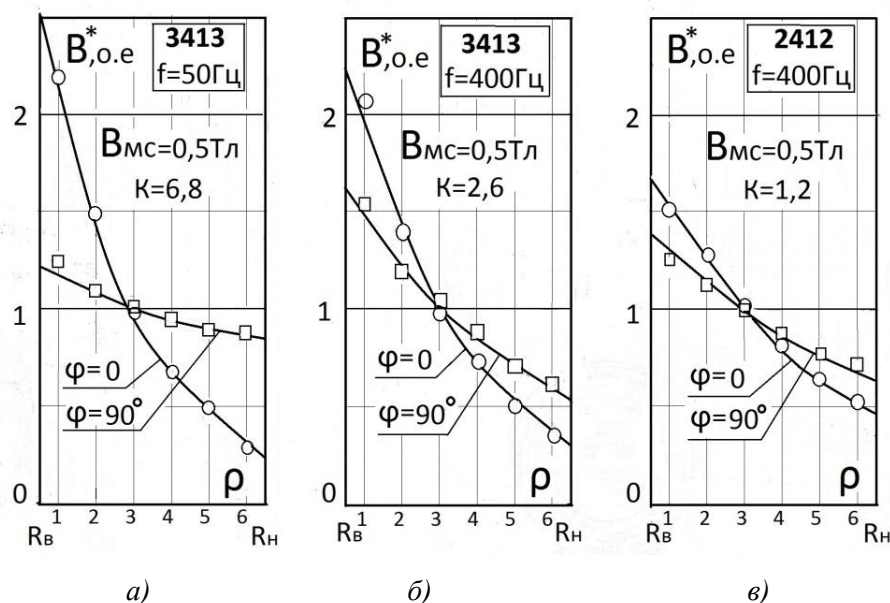 B*,о.е
3413
f=50Гц
2
Bмс=0,5Тл
К=6,8
1
φ=0
φ=90°
0
ρ
1 2 3 4 5 6
Rв Rн
а)
B*,о.е
3413
f=400Гц
2
Bмс=0,5Тл
К=2,6
1
φ=0
φ=90°
0
ρ
1 2 3 4 5 6
Rв Rн
б)
B*,о.е
2412
f=400Гц
2
Bмс=0,5Тл
К=1,2
1
φ=0
φ=90°
0
ρ
1 2 3 4 5 6
Rв Rн
в)